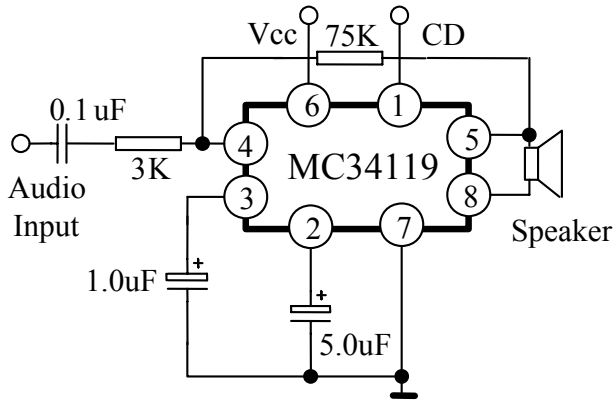 Vcc
75K
CD
0.1 uF
6
1
4
5
3K
MC34119
Audio
Input
3
8
2
7
Speaker
1.0uF
+
+
5.0uF